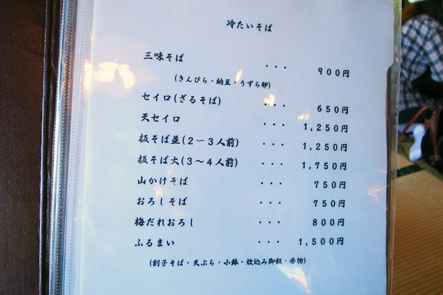 冷たいそば
三味そば ・・・ 900円
(きんぴら・納豆・うずら卵)
セイロ(ざるそば) ・・・ 650円
天セイロ ・・・ 1,250円
板そば並(2〜3人前) ・・・ 1,250円
板そば大(3〜4人前) ・・・ 1,750円
山かけそば ・・・ 750円
おろしそば ・・・ 750円
梅だれおろし ・・・ 800円
ふるまい ・・・ 1,500円
(割子そば・天ぷら・小鉢・炊込み御飯・香物)